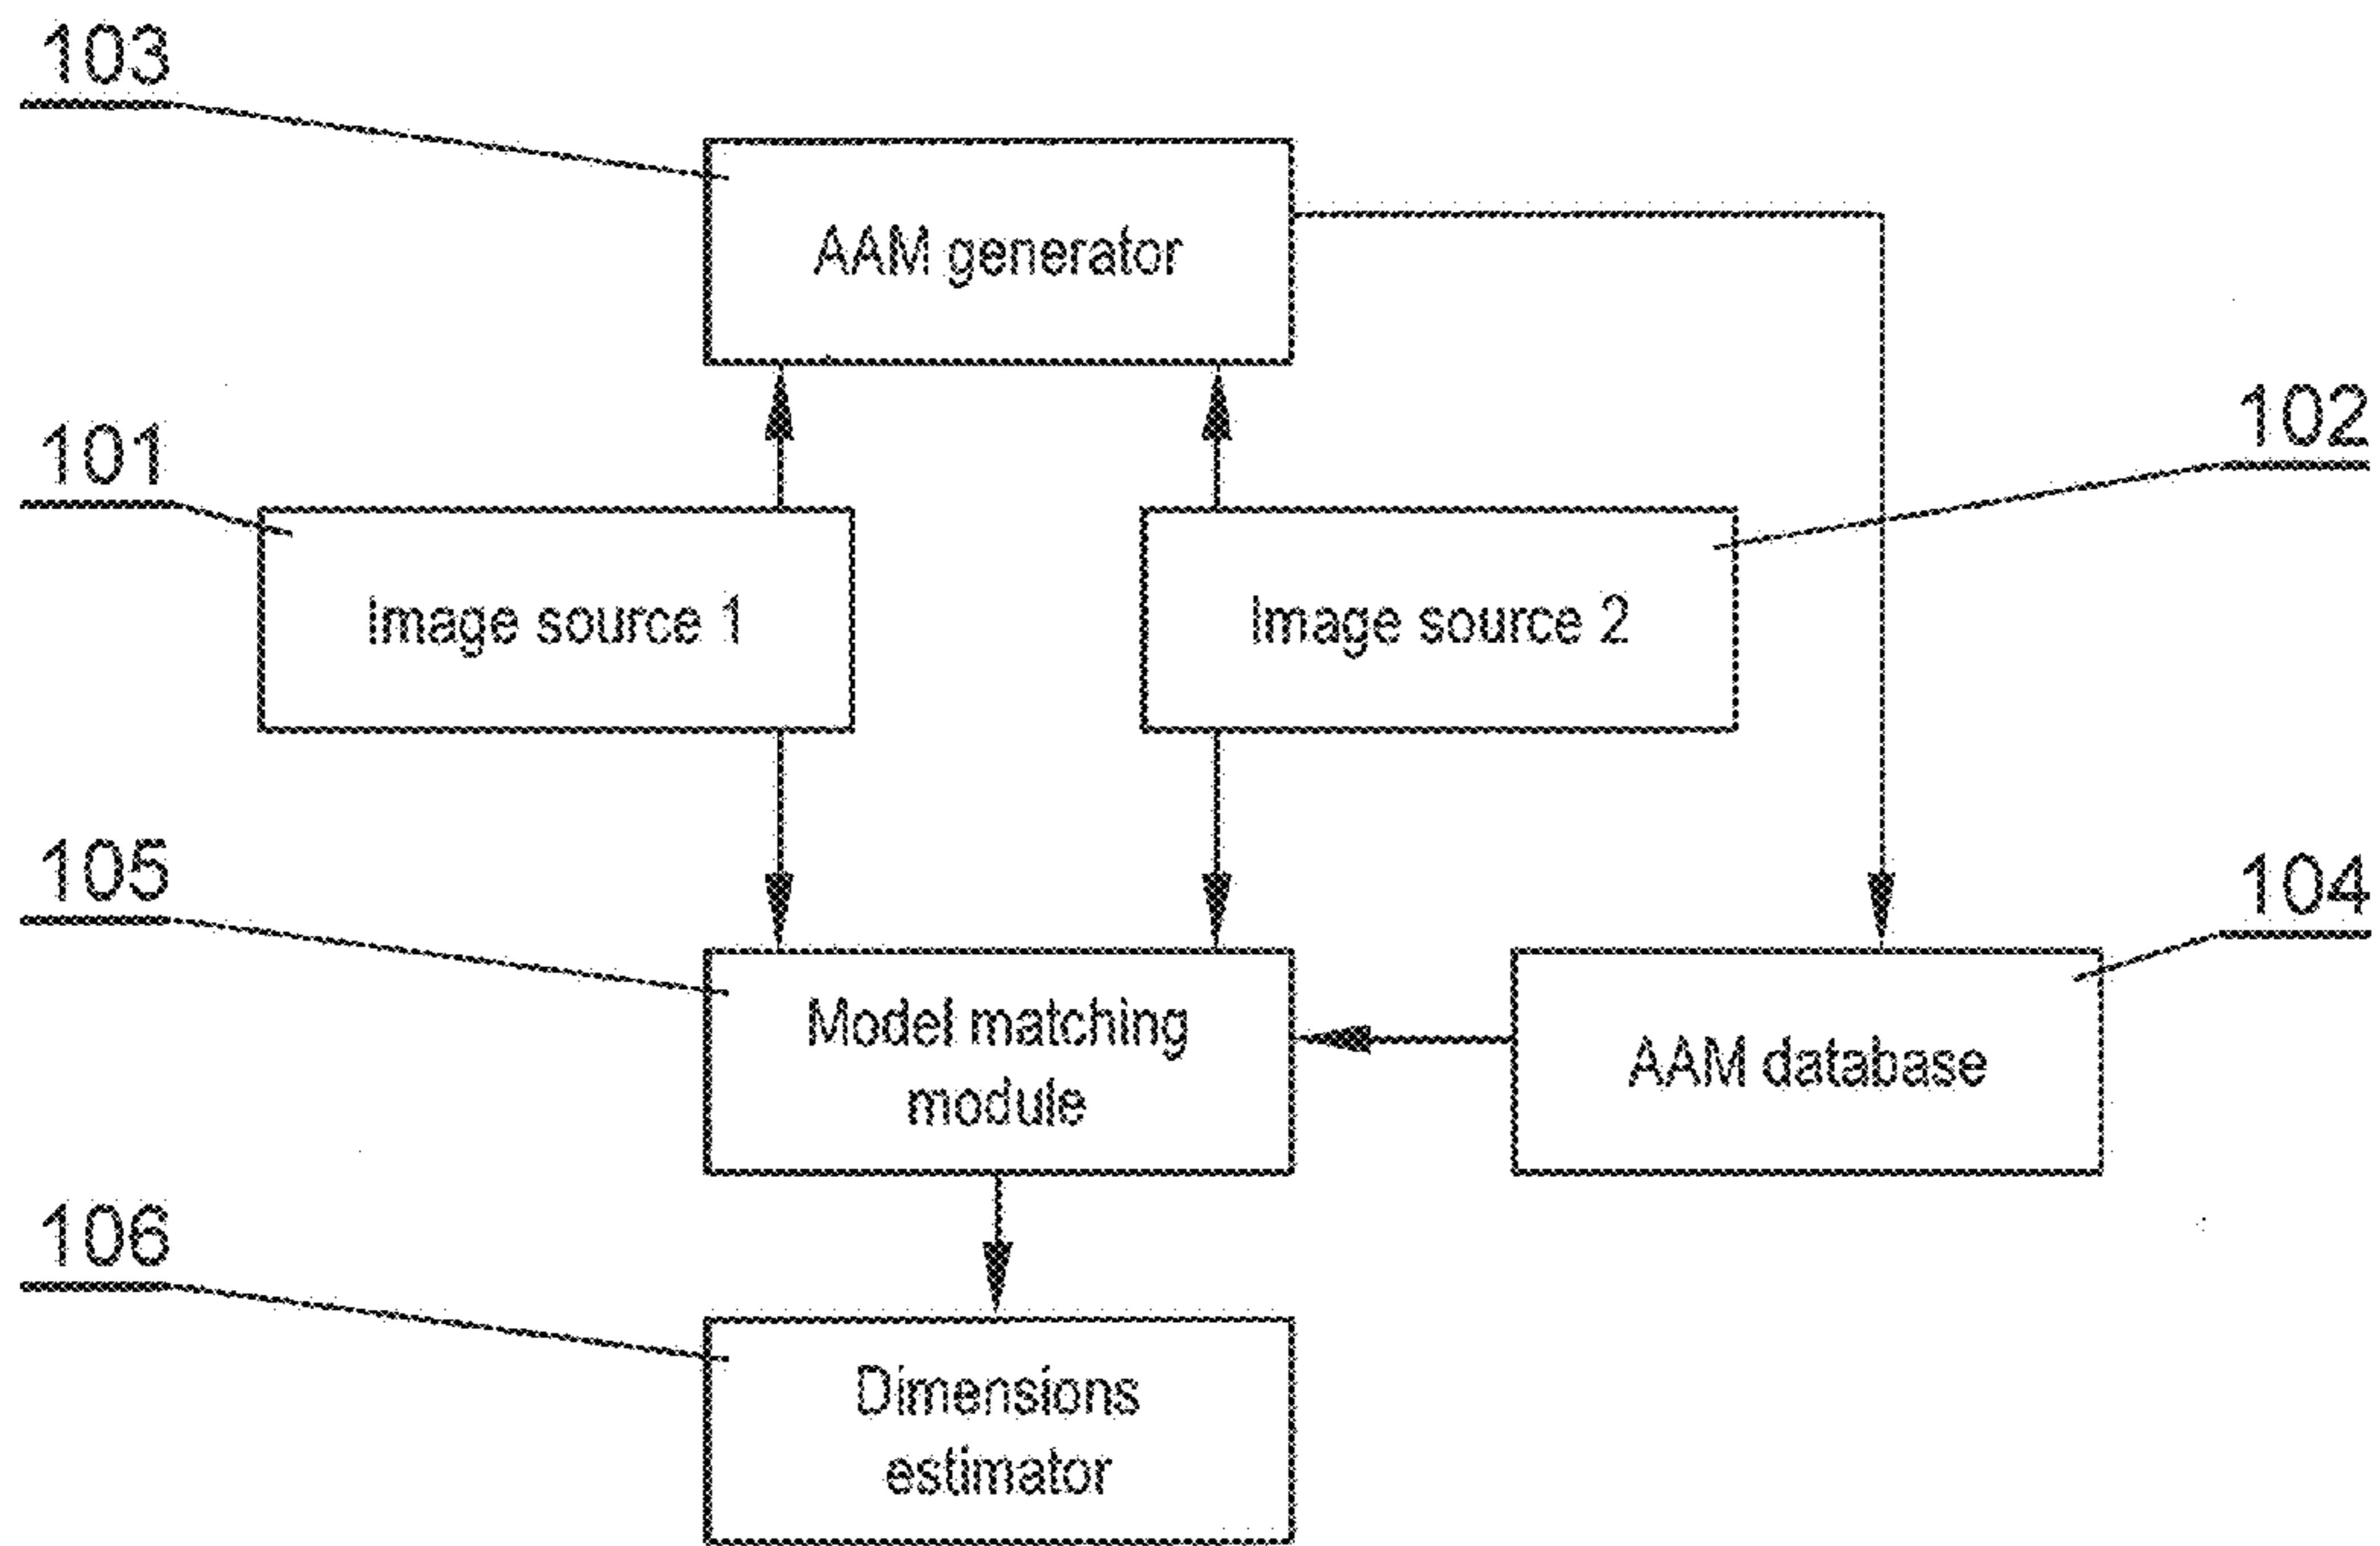 103
AAM generator
102
101
Image source 1
Image source 2
105
104
Model matching
module
AAM database
106
Dimensions
estimator